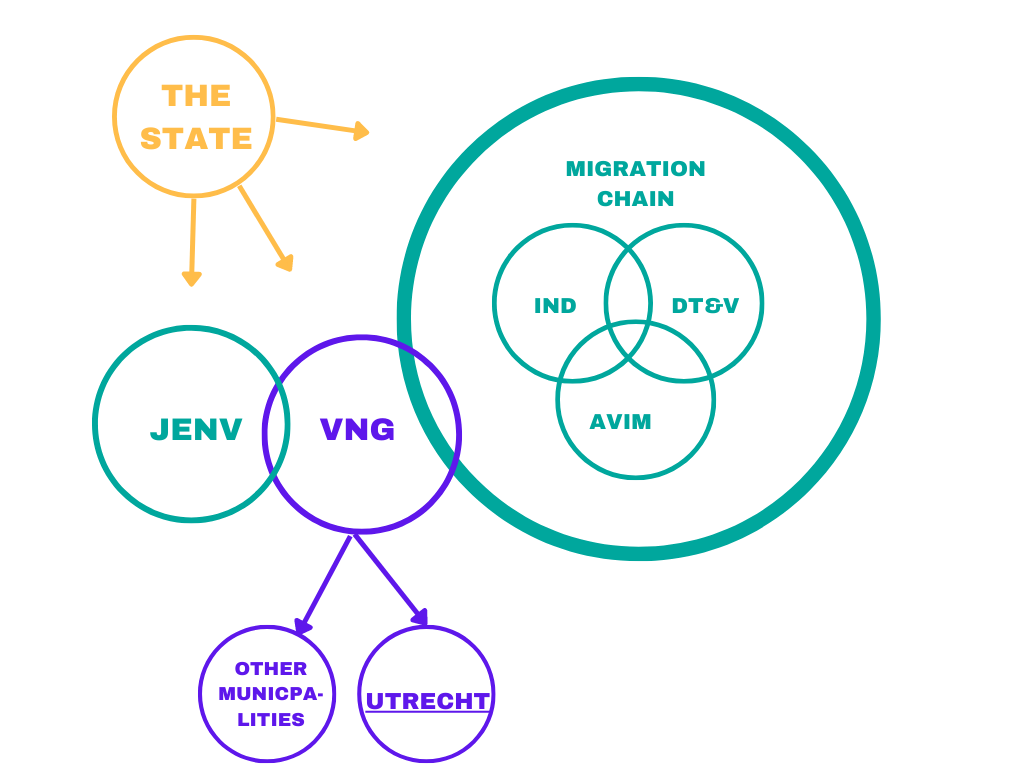 THE
STATE
MIGRATION
CHAIN
IND
DT&V
AVIM
JENV
VNG
OTHER
MUNICPA-
LITIES
UTRECHT